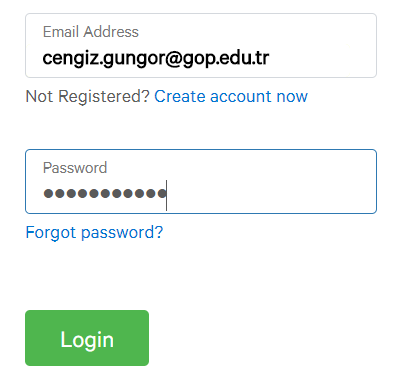 Email Address
cengiz.gungor@gop.edu.tr
Not Registered? Create account now
Password
●●●●●●●●●●●
Forgot password?
Login